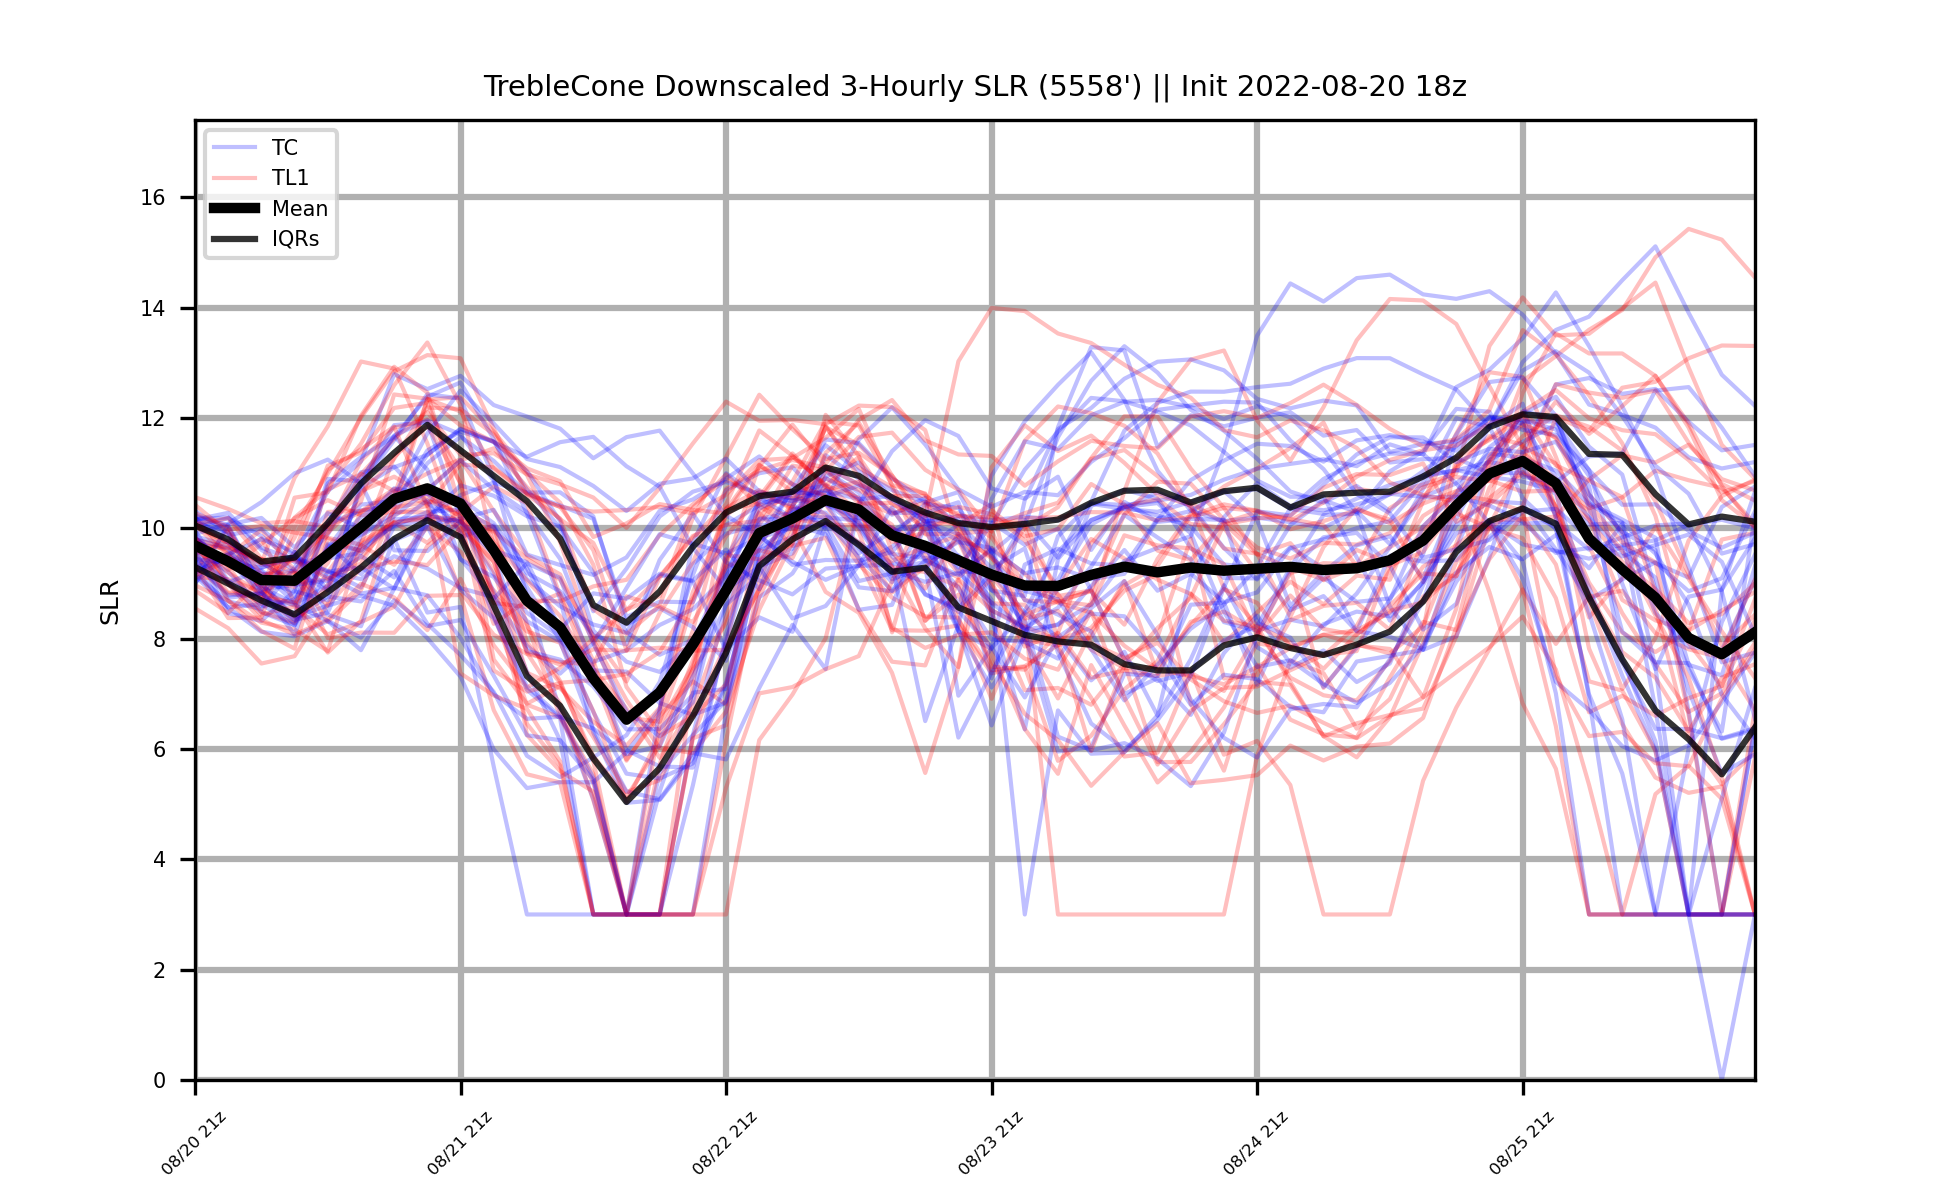 TrebleCone Downscaled 3-Hourly SLR (5558') || Init 2022-08-20 18z
TC
TL1
Mean
IQRs
16
14
12
10
8
6
4
2
0
SLR
08/20 21z
08/21 21z
08/22 21z
08/23 21z
08/24 21z
08/25 21z